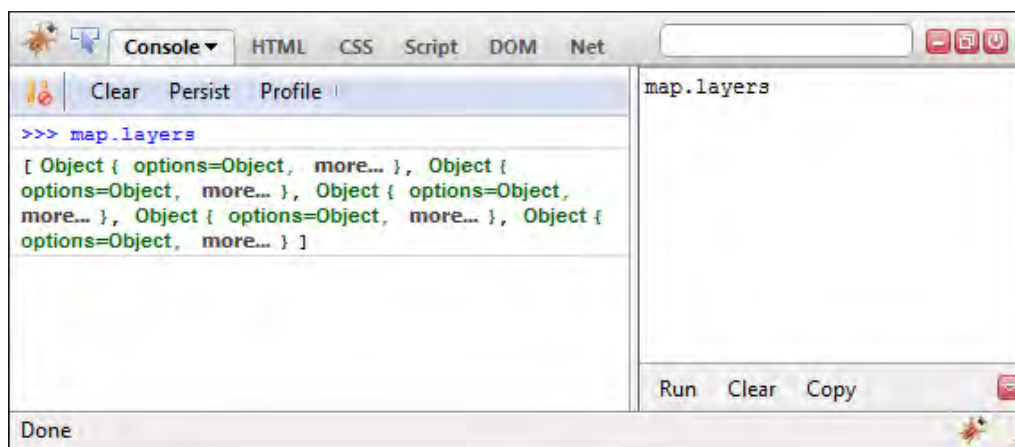 Console ▾ HTML CSS Script DOM Net
Clear Persist Profile
>>> map.layers
[ Object { options=Object, more... }, Object {
options=Object, more... }, Object { options=Object,
more... }, Object { options=Object, more... }, Object {
options=Object, more... } ]
map.layers
Run Clear Copy
Done